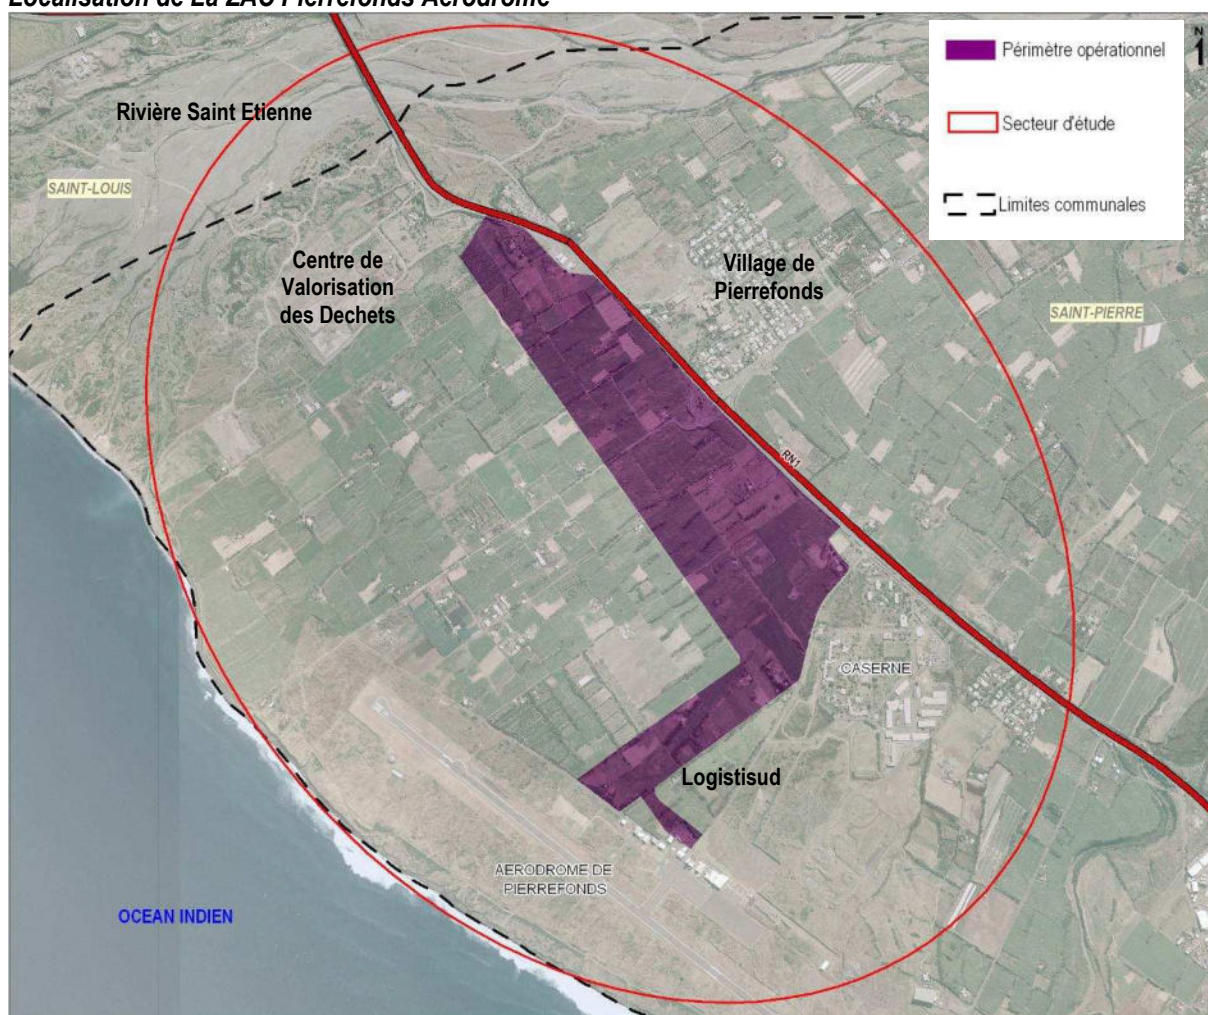 Localisation de La ZAC Pierrefonds Aérodrome
Périmètre opérationnel
Secteur d'étude
Limites communales
N
1
Rivière Saint Etienne
SAINT-LOUIS
Centre de
Valorisation
des Dechets
Village de
Pierrefonds
SAINT-PIERRE
RN1
CASERNE
Logistisud
AERODROME DE
PIERREFONDS
OCEAN INDIEN